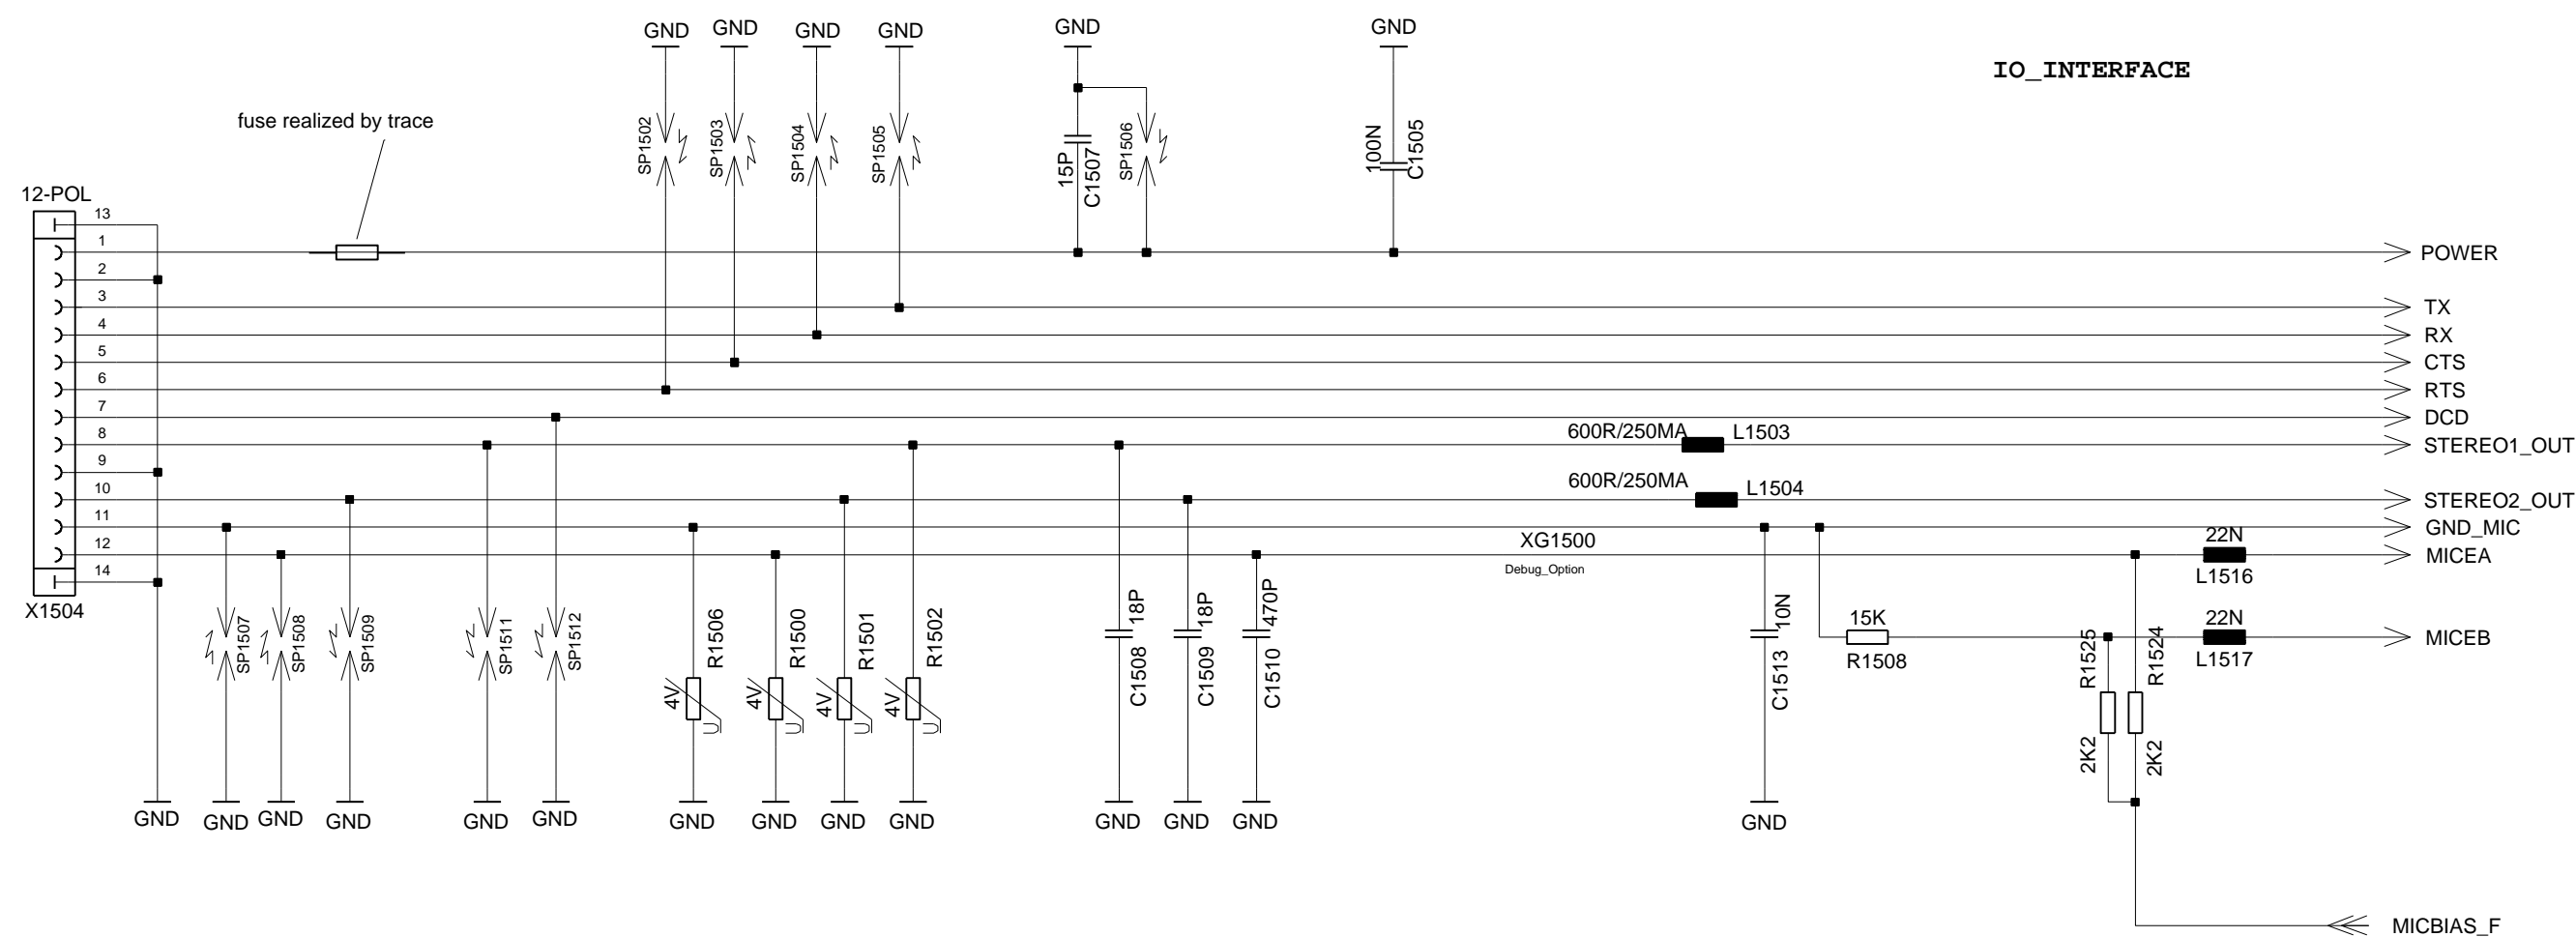 GND
GND
GND
GND
GND
GND
IO_INTERFACE
fuse realized by trace
SP1502
SP1503
SP1504
SP1505
15P
C1507
SP1506
100N
C1505
12-POL
13
1
2
3
4
5
6
7
8
9
10
11
12
14
X1504
POWER
TX
RX
CTS
RTS
DCD
600R/250MA
L1503
STEREO1_OUT
600R/250MA
L1504
STEREO2_OUT
GND_MIC
XG1500
Debug_Option
22N
L1516
MICEA
SP1507
SP1508
SP1509
SP1511
SP1512
4V
R1506
U
4V
R1500
U
4V
R1501
U
4V
R1502
U
18P
C1508
18P
C1509
470P
C1510
10N
C1513
15K
R1508
R1525
2K2
R1524
2K2
22N
L1517
MICEB
GND
GND
GND
GND
GND
GND
GND
GND
GND
GND
GND
GND
GND
GND
MICBIAS_F